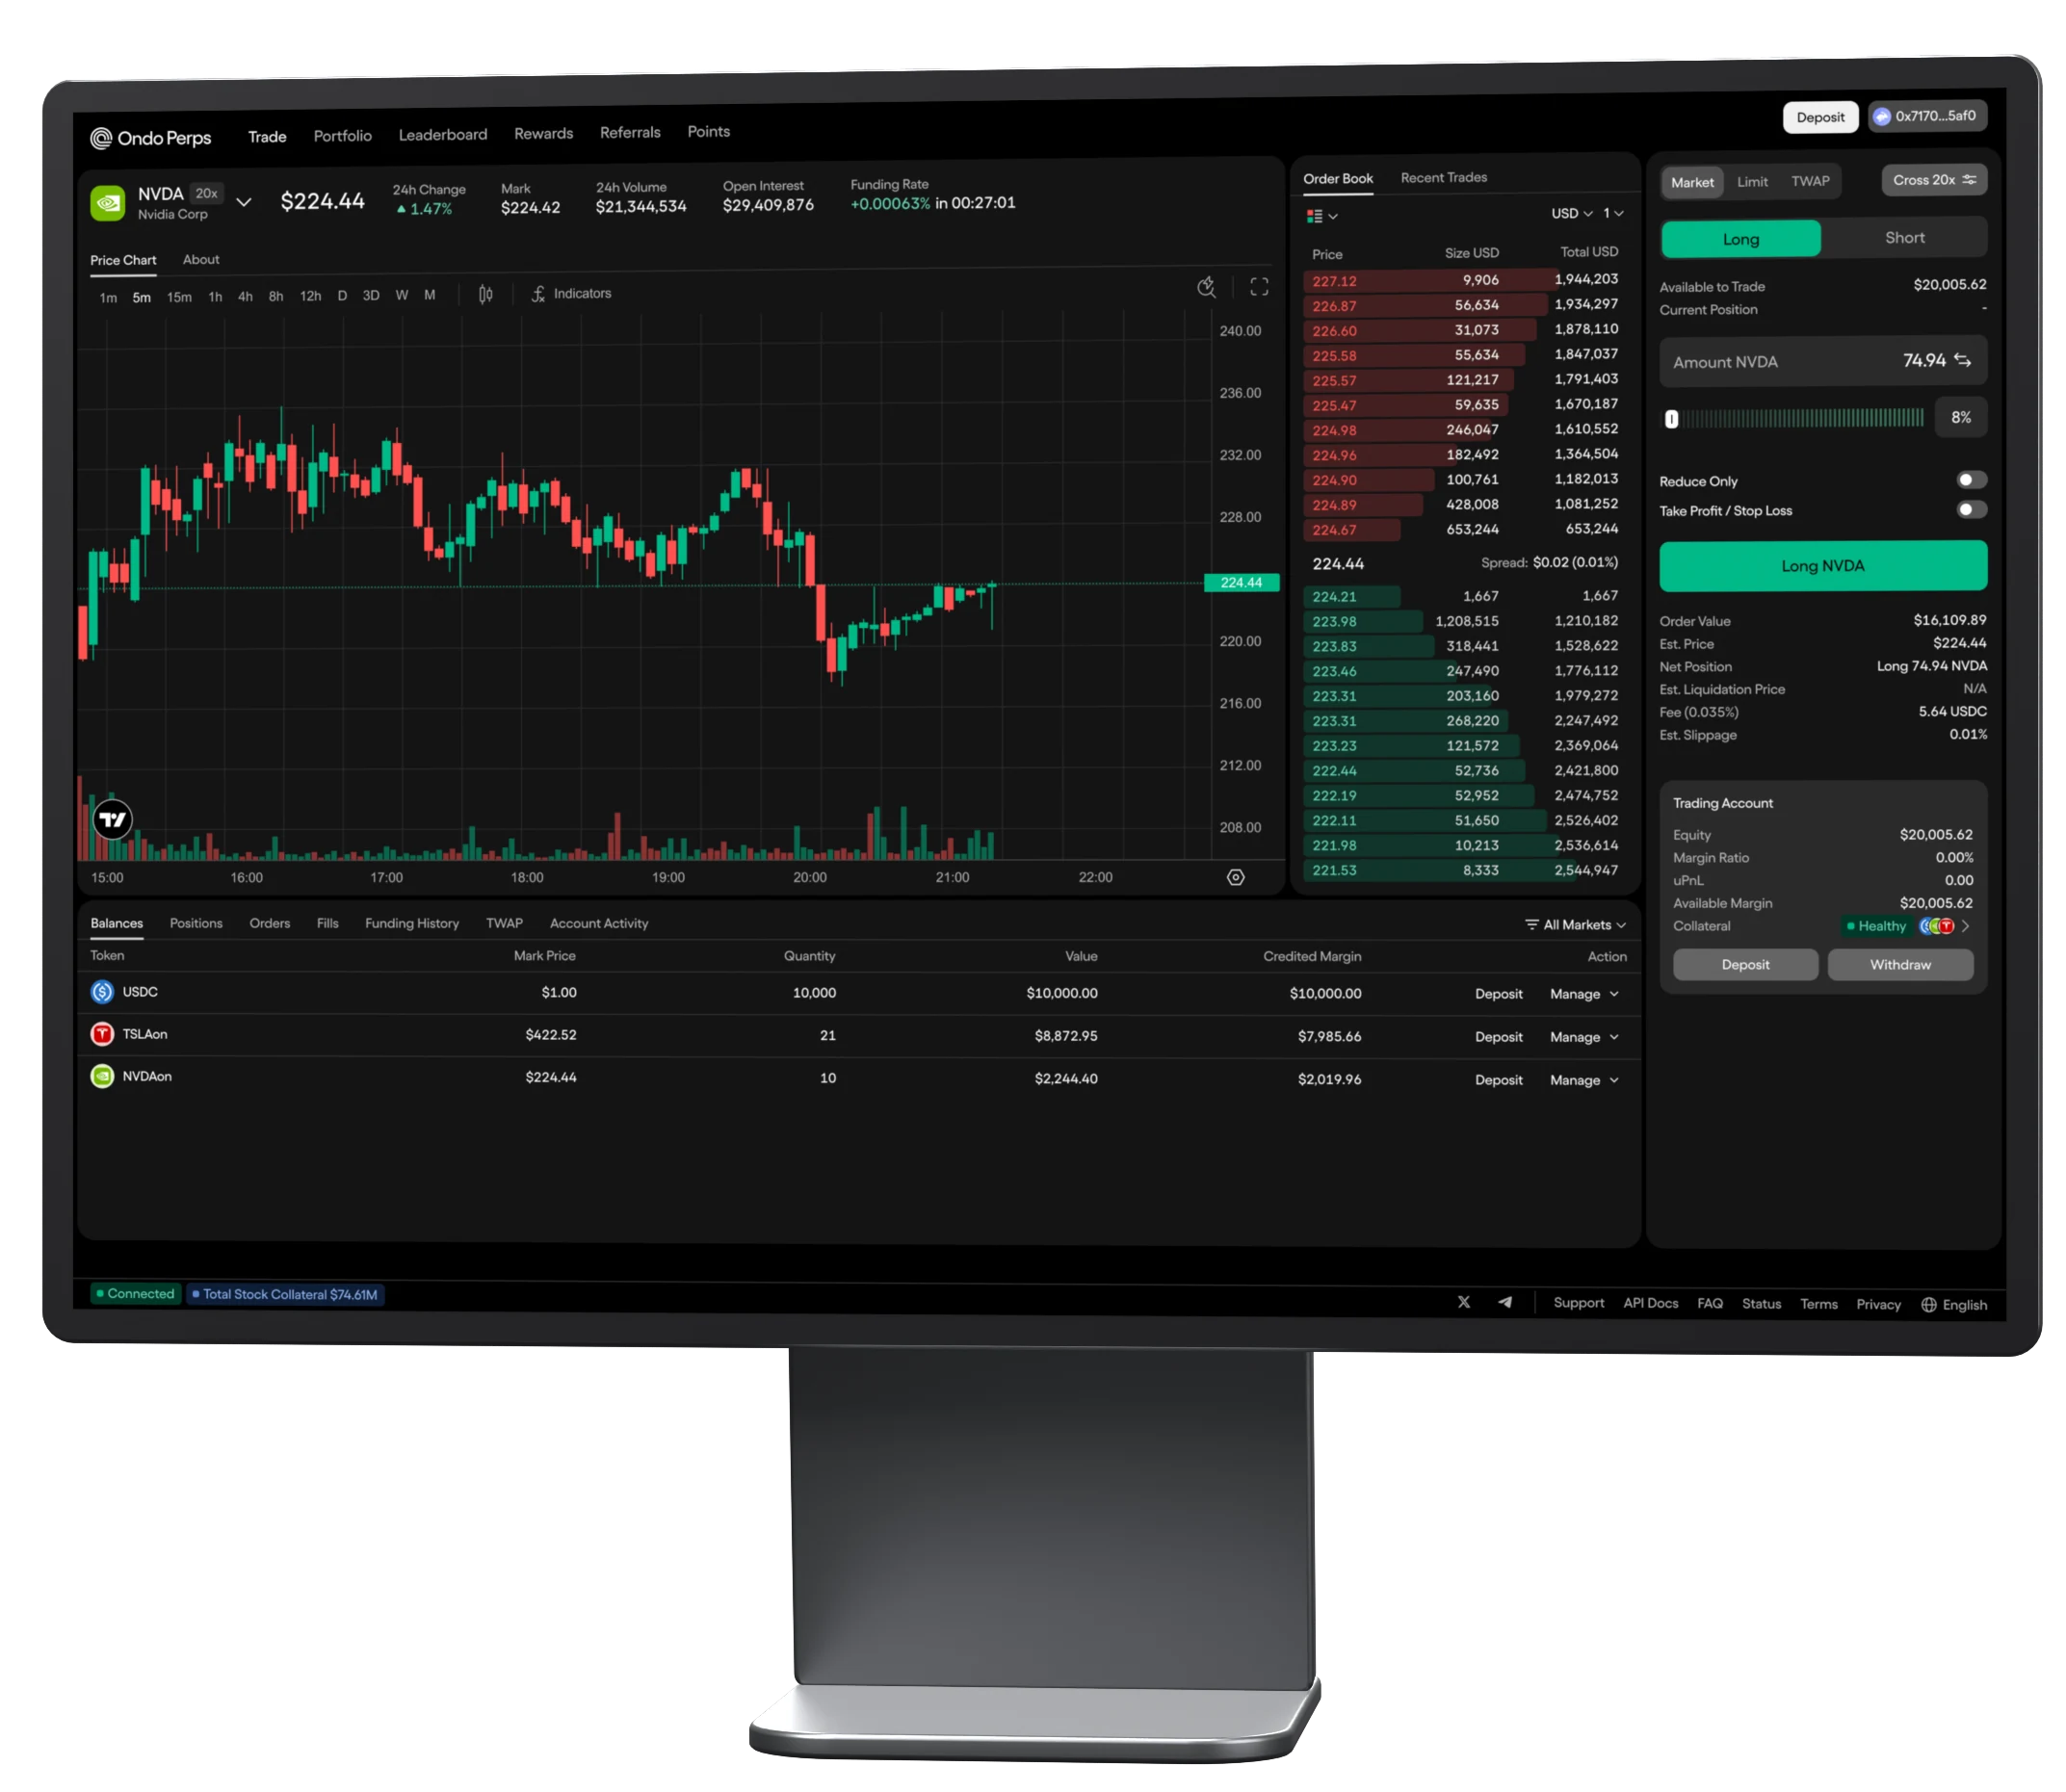 Ondo Perps Trade Portfolio Leaderboard Rewards Referrals Points
Deposit 0x7170...5af0
NVDA 20x
Nvidia Corp
$224.44
24h Change
1.47%
Mark
$224.42
24h Volume
$21,344,534
Open Interest
$29,409,876
Funding Rate
+0.00063% in 00:27:01
Price Chart About
1m 5m 15m 1h 4h 8h 12h D 3D W M Indicators
240.00
236.00
232.00
228.00
224.44
220.00
216.00
212.00
208.00
15:00 16:00 17:00 18:00 19:00 20:00 21:00 22:00
Order Book Recent Trades
USD 1
Price Size USD Total USD
227.12 9,906 1,944,203
226.87 56,634 1,934,297
226.60 31,073 1,878,110
225.58 55,634 1,847,037
225.57 121,217 1,791,403
225.47 59,635 1,670,187
224.98 246,047 1,610,552
224.96 182,492 1,364,504
224.90 100,761 1,182,013
224.89 428,008 1,081,252
224.67 653,244 653,244
224.44 Spread: $0.02 (0.01%)
224.21 1,667 1,667
223.98 1,208,515 1,210,182
223.83 318,441 1,528,622
223.46 247,490 1,776,112
223.31 203,160 1,979,272
223.31 268,220 2,247,492
223.23 121,572 2,369,064
222.44 52,736 2,421,800
222.19 52,952 2,474,752
222.11 51,650 2,526,402
221.98 10,213 2,536,614
221.53 8,333 2,544,947
Market Limit TWAP Cross 20x
Long Short
Available to Trade $20,005.62
Current Position -
Amount NVDA 74.94
8%
Reduce Only
Take Profit / Stop Loss
Long NVDA
Order Value $16,109.89
Est. Price $224.44
Net Position Long 74.94 NVDA
Est. Liquidation Price N/A
Fee (0.035%) 5.64 USDC
Est. Slippage 0.01%
Trading Account
Equity $20,005.62
Margin Ratio 0.00%
uPnL 0.00
Available Margin $20,005.62
Collateral Healthy
Deposit Withdraw
Balances Positions Orders Fills Funding History TWAP Account Activity All Markets
Token Mark Price Quantity Value Credited Margin Action
USDC $1.00 10,000 $10,000.00 $10,000.00 Deposit Manage
TSLAon $422.52 21 $8,872.95 $7,985.66 Deposit Manage
NVDAon $224.44 10 $2,244.40 $2,019.96 Deposit Manage
Connected Total Stock Collateral $74.61M
Support API Docs FAQ Status Terms Privacy English